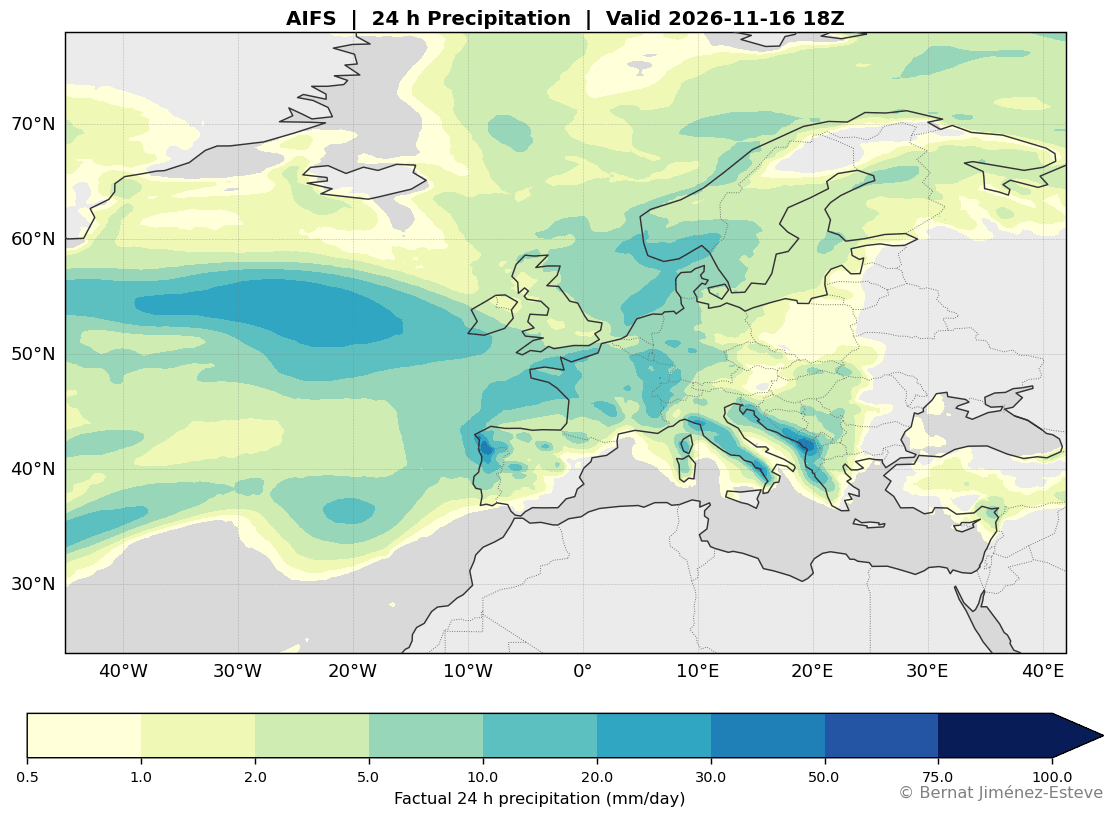 AIFS | 24 h Precipitation | Valid 2026-11-16 18Z
70°N
60°N
50°N
40°N
30°N
40°W 30°W 20°W 10°W 0° 10°E 20°E 30°E 40°E
0.5 1.0 2.0 5.0 10.0 20.0 30.0 50.0 75.0 100.0
Factual 24 h precipitation (mm/day)
© Bernat Jiménez-Esteve